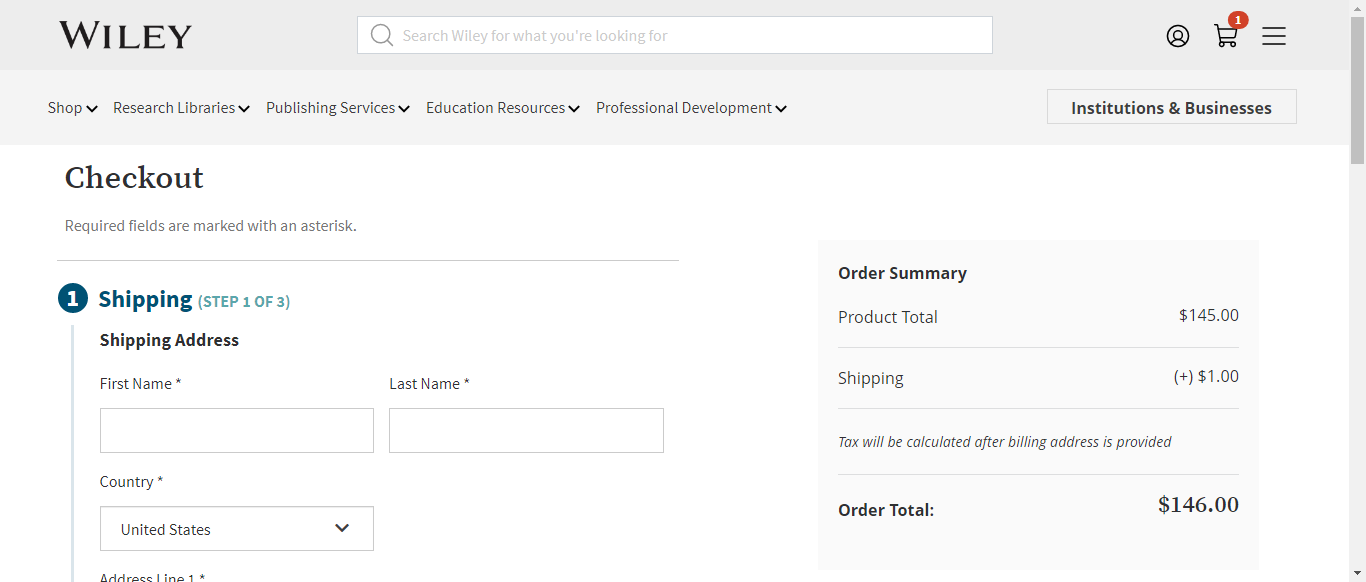 WILEY
Search Wiley for what you're looking for
1
Shop
Research Libraries
Publishing Services
Education Resources
Professional Development
Institutions & Businesses
Checkout
Required fields are marked with an asterisk.
1 Shipping (STEP 1 OF 3)
Shipping Address
First Name *
Last Name *
Country *
United States
Address Line 1 *
Order Summary
Product Total $145.00
Shipping (+) $1.00
Tax will be calculated after billing address is provided
Order Total: $146.00